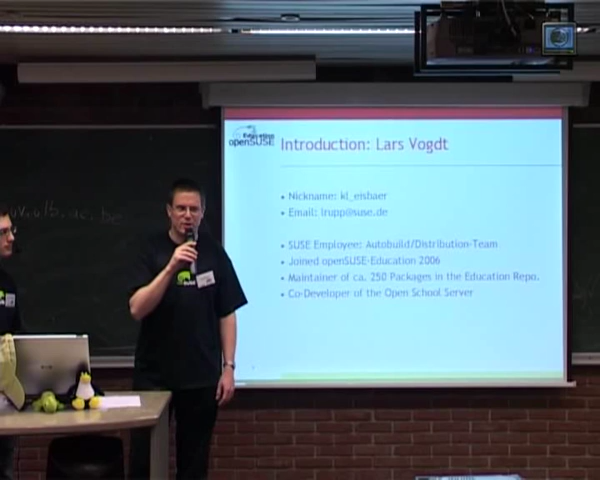 Education
openSUSE
Introduction: Lars Vogdt
• Nickname: kl_eisbaer
• Email: lrupp@suse.de
• SUSE Employee: Autobuild/Distribution-Team
• Joined openSUSE-Education 2006
• Maintainer of ca. 250 Packages in the Education Repo.
• Co-Developer of the Open School Server